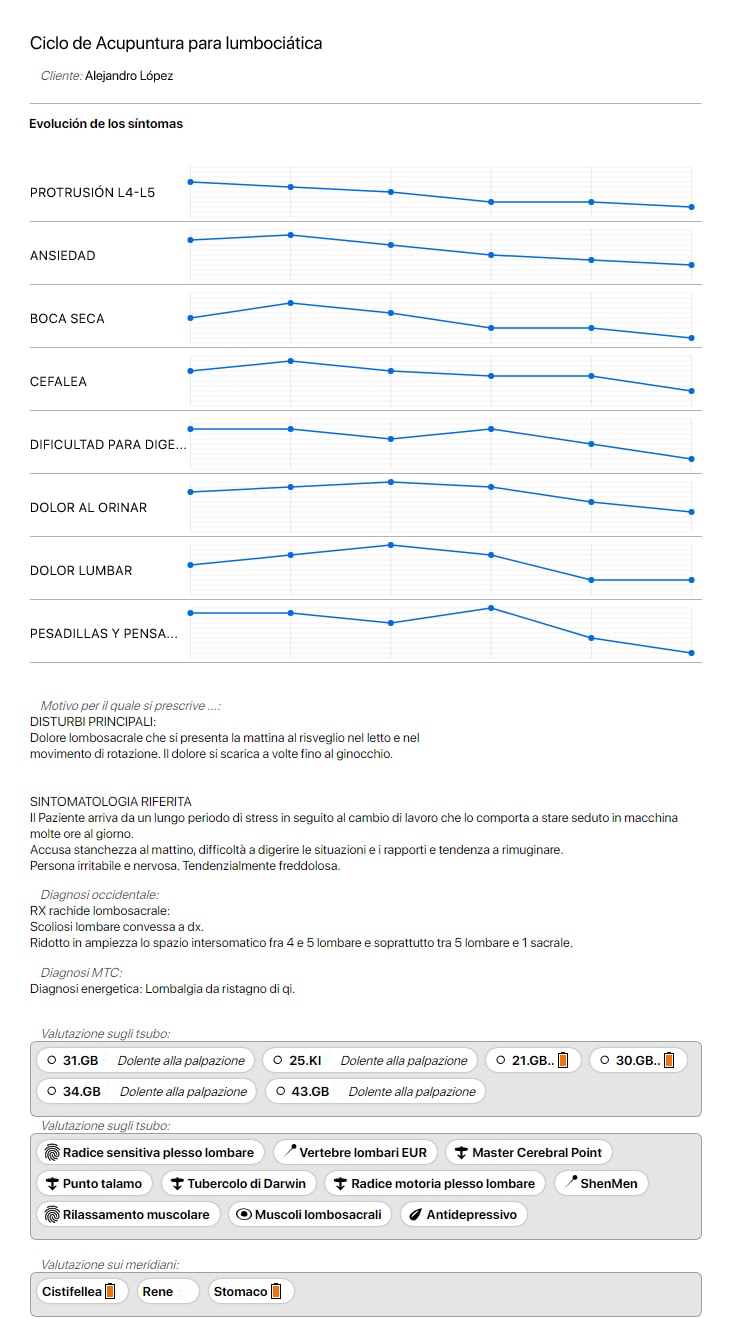 Ciclo de Acupuntura para lumbociática
Cliente: Alejandro López
Evolución de los síntomas
PROTRUSIÓN L4-L5
ANSIEDAD
BOCA SECA
CEFALEA
DIFICULTAD PARA DIGE...
DOLOR AL ORINAR
DOLOR LUMBAR
PESADILLAS Y PENSA...
Motivo per il quale si prescrive ...:
DISTURBI PRINCIPALI:
Dolore lombosacrale che si presenta la mattina al risveglio nel letto e nel
movimento di rotazione. Il dolore si scarica a volte fino al ginocchio.
SINTOMATOLOGIA RIFERITA
Il Paziente arriva da un lungo periodo di stress in seguito al cambio di lavoro che lo comporta a stare seduto in macchina
molte ore al giorno.
Accusa stanchezza al mattino, difficoltà a digerire le situazioni e i rapporti e tendenza a rimuginare.
Persona irritabile e nervosa. Tendenzialmente freddolosa.
Diagnosi occidentale:
RX rachide lombosacrale:
Scoliosi lombare convessa a dx.
Ridotto in ampiezza lo spazio intersomatico fra 4 e 5 lombare e soprattutto tra 5 lombare e 1 sacrale.
Diagnosi MTC:
Diagnosi energetica: Lombalgia da ristagno di qi.
Valutazione sugli tsubo:
31.GB Dolente alla palpazione 25.KI Dolente alla palpazione 21.GB.. 30.GB..
34.GB Dolente alla palpazione 43.GB Dolente alla palpazione
Valutazione sugli tsubo:
Radice sensitiva plesso lombare Vertebre lombari EUR Master Cerebral Point
Punto talamo Tubercolo di Darwin Radice motoria plesso lombare ShenMen
Rilassamento muscolare Muscoli lombosacrali Antidepressivo
Valutazione sui meridiani:
Cistifellea Rene Stomaco